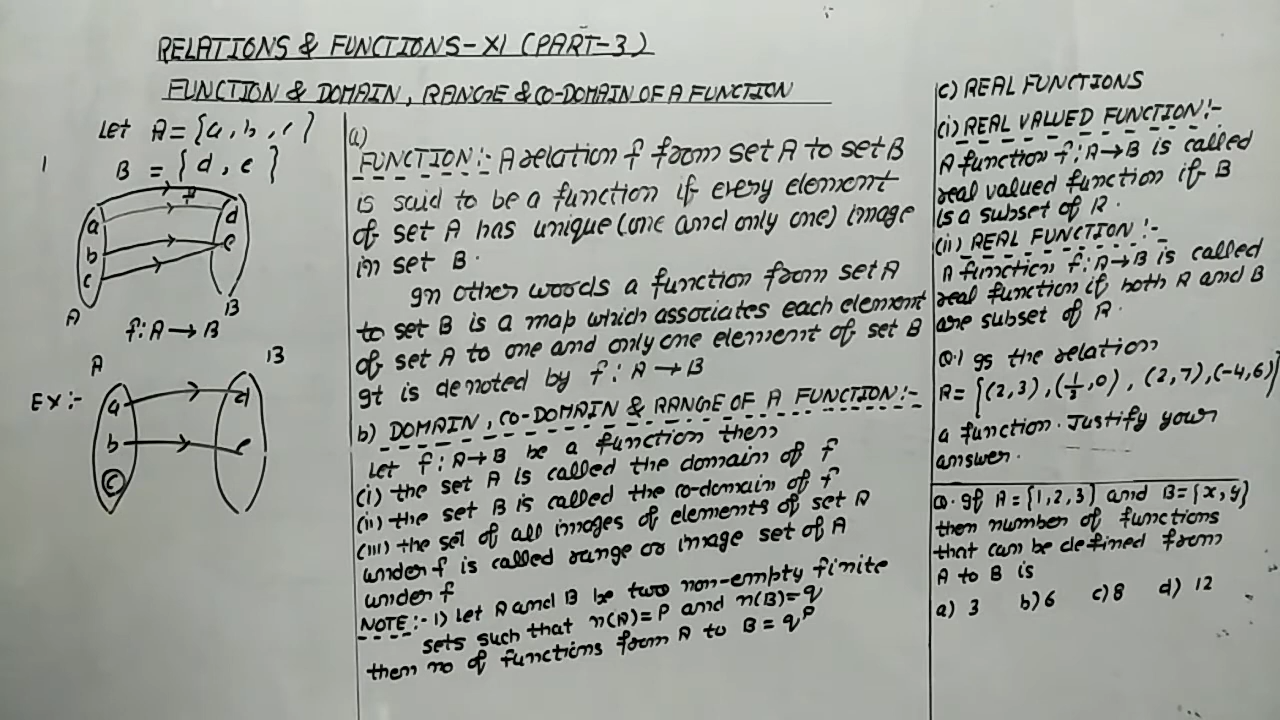 RELATIONS & FUNCTIONS-XI (PART-3)
FUNCTION & DOMAIN, RANGE & CO-DOMAIN OF A FUNCTION
Let A = {a, b, c}
1
B = {d, e}
f
a
b
c
d
e
A
B
f: A → B
A
B
Ex:-
a
b
c
d
e
a)
FUNCTION:- A relation f from set A to set B
is said to be a function if every element
of set A has unique (one and only one) image
in set B.
In other woods a function from set A
to set B is a map which associates each element
of set A to one and only one element of set B
It is denoted by f: A → B
b) DOMAIN, CO-DOMAIN & RANGE OF A FUNCTION:-
Let f: A → B be a function then
(i) the set A is called the domain of f
(ii) the set B is called the co-domain of f
(iii) the set of all images of elements of set A
under f is called range or image set of A
under f
NOTE:- 1) Let A and B be two non-empty finite
sets such that n(A)=P and n(B)=q
then no of functions from A to B = q^P
c) REAL FUNCTIONS
(i) REAL VALUED FUNCTION:-
A function f: A → B is called
real valued function if B
is a subset of R.
(ii) REAL FUNCTION:-
A function f: A → B is called
real function if both A and B
are subset of R.
Q.1 Is the relation
R = {(2,3), (1/2,0), (2,7), (-4,6)}
a function. Justify your
answer.
Q. If A = {1,2,3} and B = {x,y}
then number of functions
that can be defined from
A to B is
a) 3 b) 6 c) 8 d) 12